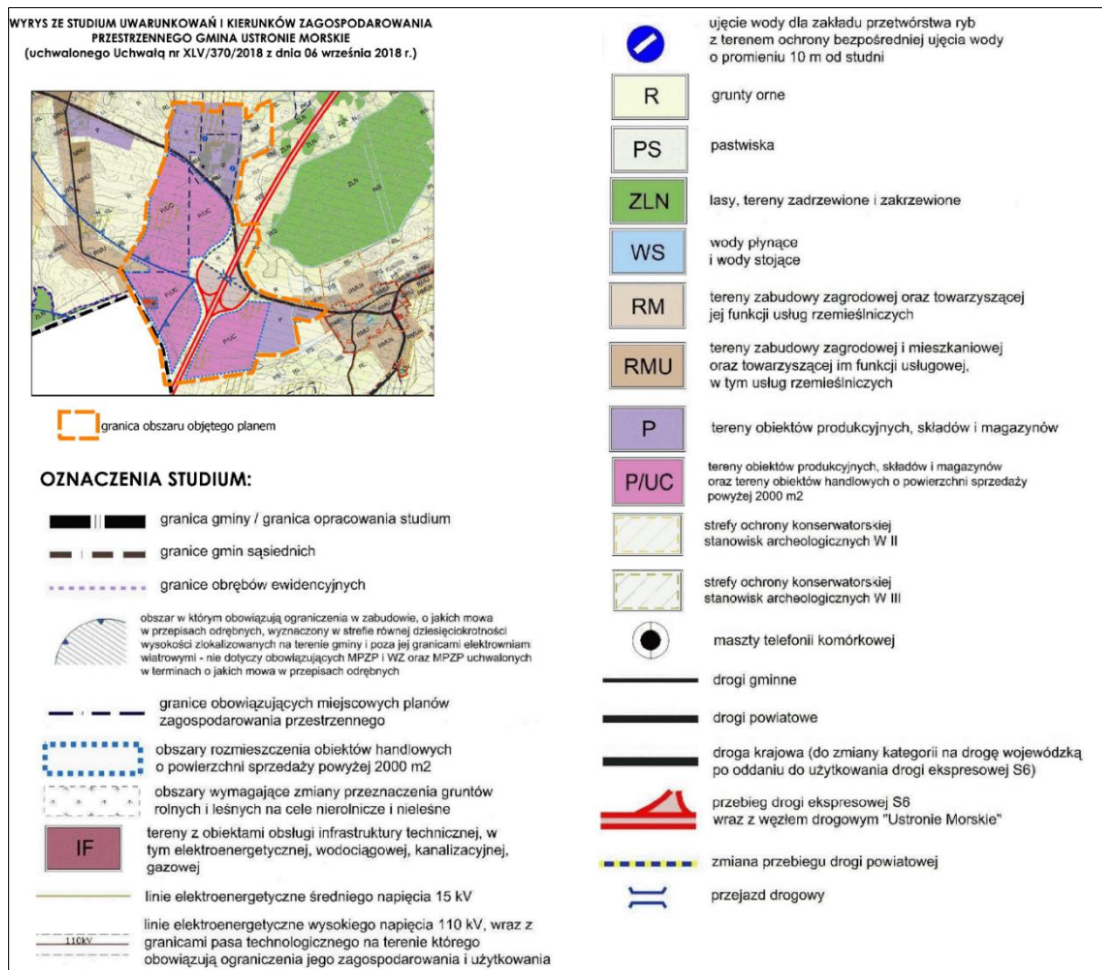 WYRYS ZE STUDIUM UWARUNKOWAŃ I KIERUNKÓW ZAGOSPODAROWANIA
PRZESTRZENNEGO GMINA USTRONIE MORSKIE
(uchwalonego Uchwałą nr XLV/370/2018 z dnia 06 września 2018 r.)
ZLN
ZLN
P/UC
P/UC
P/UC
P
granica obszaru objętego planem
OZNACZENIA STUDIUM:
granica gminy / granica opracowania studium
granice gmin sąsiednich
granice obrębów ewidencyjnych
obszar w którym obowiązują ograniczenia w zabudowie, o jakich mowa
w przepisach odrębnych, wyznaczony w strefie równej dziesięciokrotności
wysokości zlokalizowanych na terenie gminy i poza jej granicami elektrowniam
wiatrowymi - nie dotyczy obowiązujących MPZP i WZ oraz MPZP uchwalonych
w terminach o jakich mowa w przepisach odrębnych
granice obowiązujących miejscowych planów
zagospodarowania przestrzennego
obszary rozmieszczenia obiektów handlowych
o powierzchni sprzedaży powyżej 2000 m2
obszary wymagające zmiany przeznaczenia gruntów
rolnych i leśnych na cele nierolnicze i nieleśne
IF
tereny z obiektami obsługi infrastruktury technicznej, w
tym elektroenergetycznej, wodociągowej, kanalizacyjnej,
gazowej
linie elektroenergetyczne średniego napięcia 15 kV
110kV
linie elektroenergetyczne wysokiego napięcia 110 kV, wraz z
granicami pasa technologicznego na terenie którego
obowiązują ograniczenia jego zagospodarowania i użytkowania
ujęcie wody dla zakładu przetwórstwa ryb
z terenem ochrony bezpośredniej ujęcia wody
o promieniu 10 m od studni
R
grunty orne
PS
pastwiska
ZLN
lasy, tereny zadrzewione i zakrzewione
WS
wody płynące
i wody stojące
RM
tereny zabudowy zagrodowej oraz towarzyszącej
jej funkcji usług rzemieślniczych
RMU
tereny zabudowy zagrodowej i mieszkaniowej
oraz towarzyszącej im funkcji usługowej,
w tym usług rzemieślniczych
P
tereny obiektów produkcyjnych, składów i magazynów
P/UC
tereny obiektów produkcyjnych, składów i magazynów
oraz tereny obiektów handlowych o powierzchni sprzedaży
powyżej 2000 m2
strefy ochrony konserwatorskiej
stanowisk archeologicznych W II
strefy ochrony konserwatorskiej
stanowisk archeologicznych W III
maszty telefonii komórkowej
drogi gminne
drogi powiatowe
droga krajowa (do zmiany kategorii na drogę wojewódzką
po oddaniu do użytkowania drogi ekspresowej S6)
przebieg drogi ekspresowej S6
wraz z węzłem drogowym "Ustronie Morskie"
zmiana przebiegu drogi powiatowej
przejazd drogowy